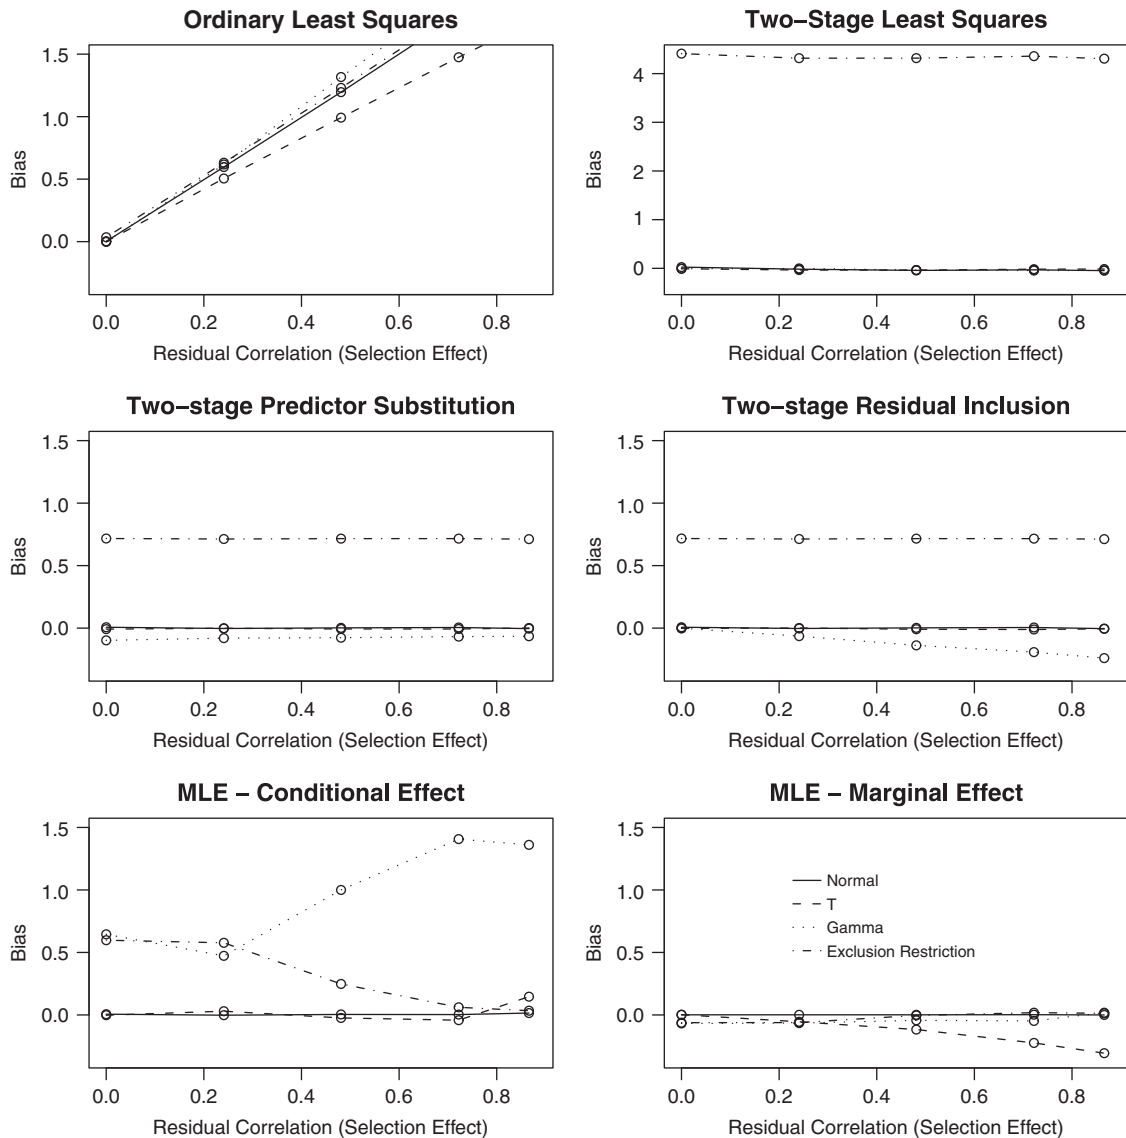 Ordinary Least Squares
Bias
1.5
1.0
0.5
0.0
0.0 0.2 0.4 0.6 0.8
Residual Correlation (Selection Effect)
Two−Stage Least Squares
Bias
4
3
2
1
0
0.0 0.2 0.4 0.6 0.8
Residual Correlation (Selection Effect)
Two−stage Predictor Substitution
Bias
1.5
1.0
0.5
0.0
0.0 0.2 0.4 0.6 0.8
Residual Correlation (Selection Effect)
Two−stage Residual Inclusion
Bias
1.5
1.0
0.5
0.0
0.0 0.2 0.4 0.6 0.8
Residual Correlation (Selection Effect)
MLE − Conditional Effect
Bias
1.5
1.0
0.5
0.0
0.0 0.2 0.4 0.6 0.8
Residual Correlation (Selection Effect)
MLE − Marginal Effect
Bias
1.5
1.0
0.5
0.0
Normal
T
Gamma
Exclusion Restriction
0.0 0.2 0.4 0.6 0.8
Residual Correlation (Selection Effect)